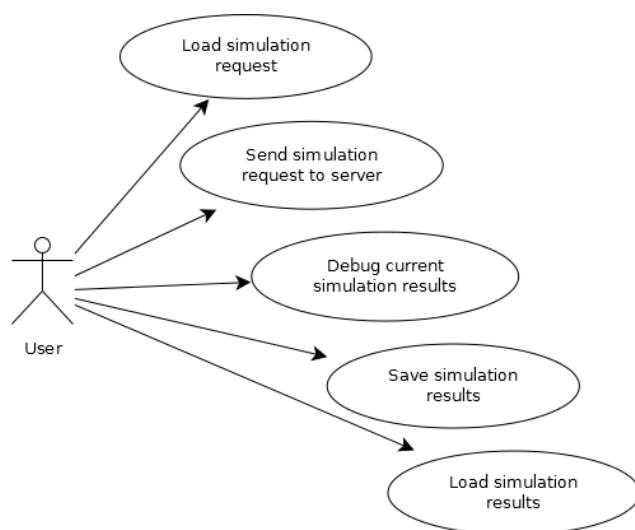 Load simulation
request
Send simulation
request to server
Debug current
simulation results
User
Save simulation
results
Load simulation
results